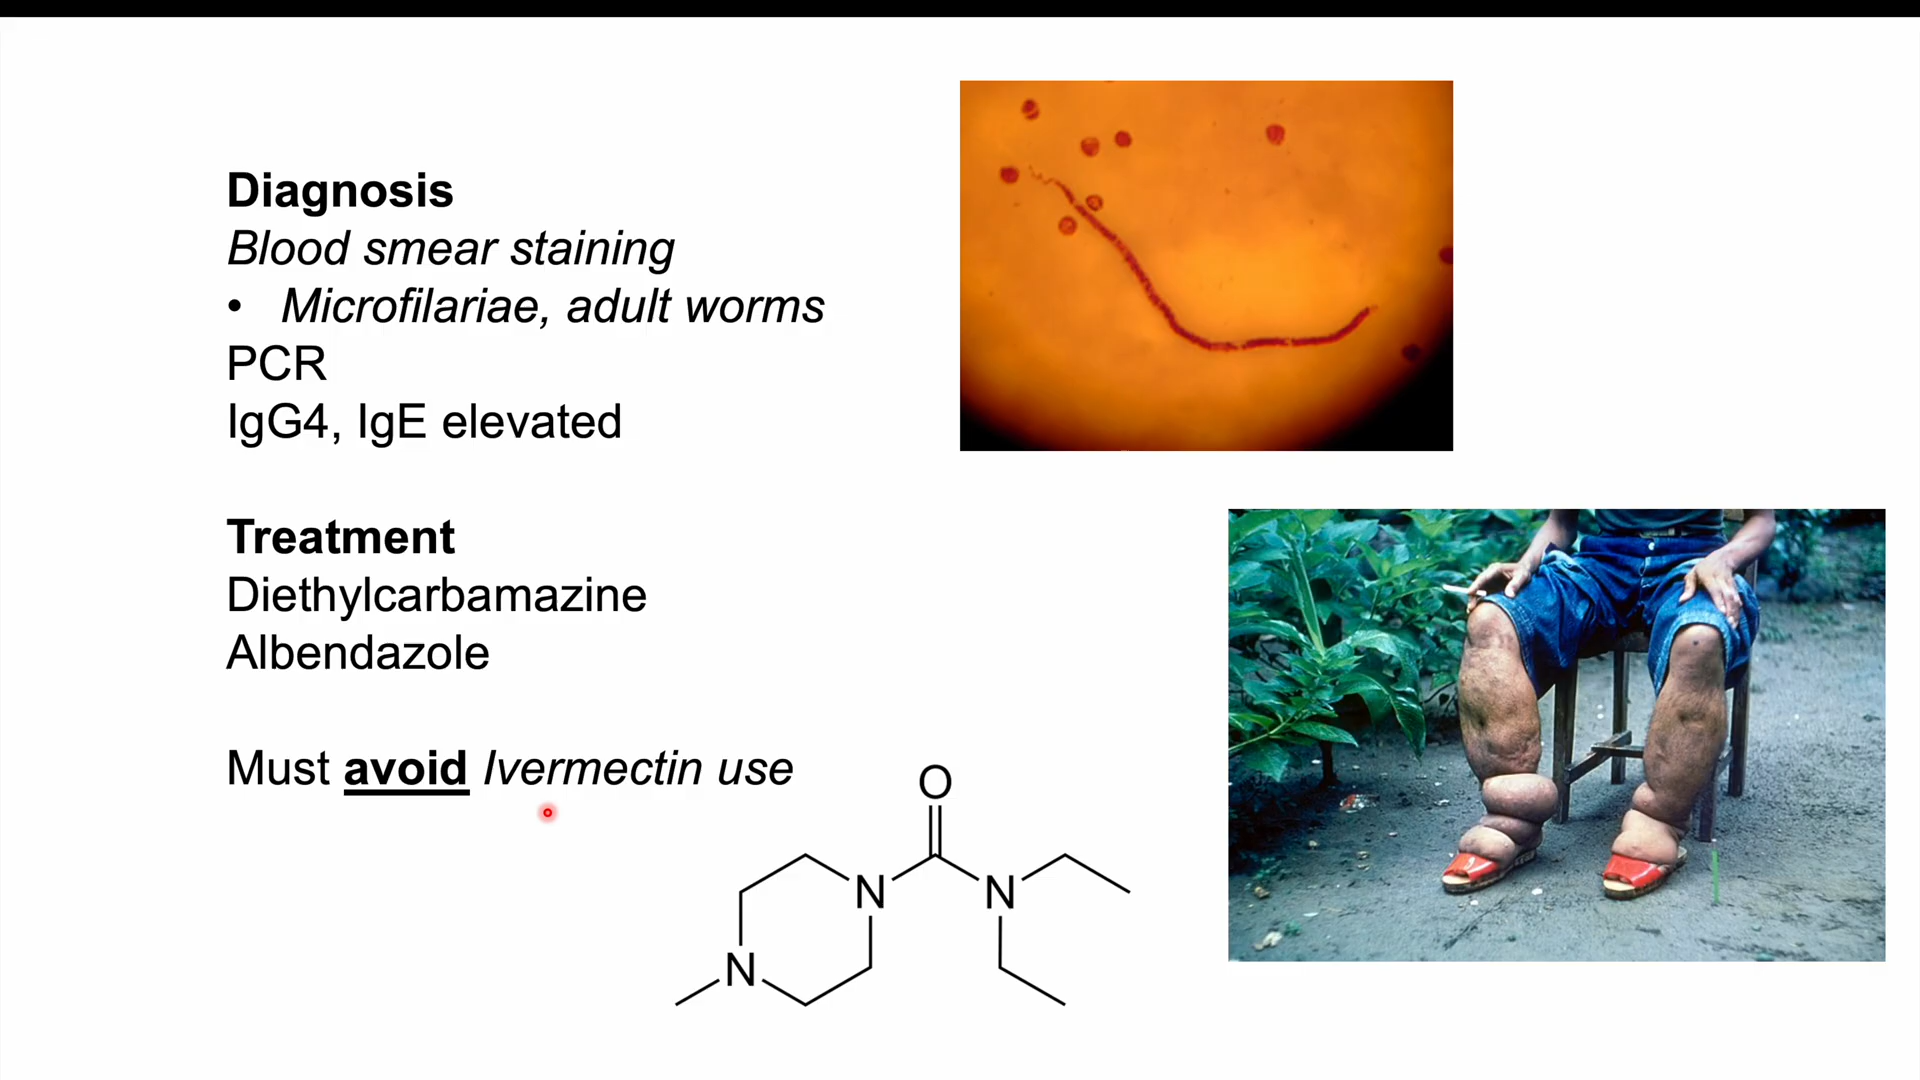 Diagnosis
Blood smear staining
• Microfilariae, adult worms
PCR
IgG4, IgE elevated
Treatment
Diethylcarbamazine
Albendazole
Must avoid Ivermectin use
O
N
N
N